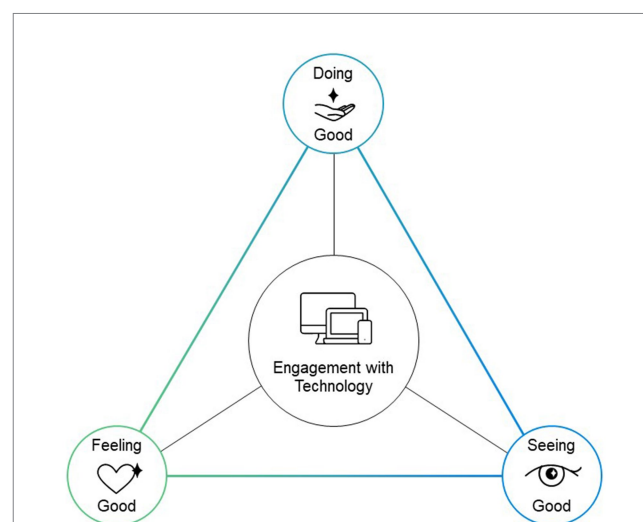 Doing
Good
Engagement with
Technology
Feeling
Good
Seeing
Good